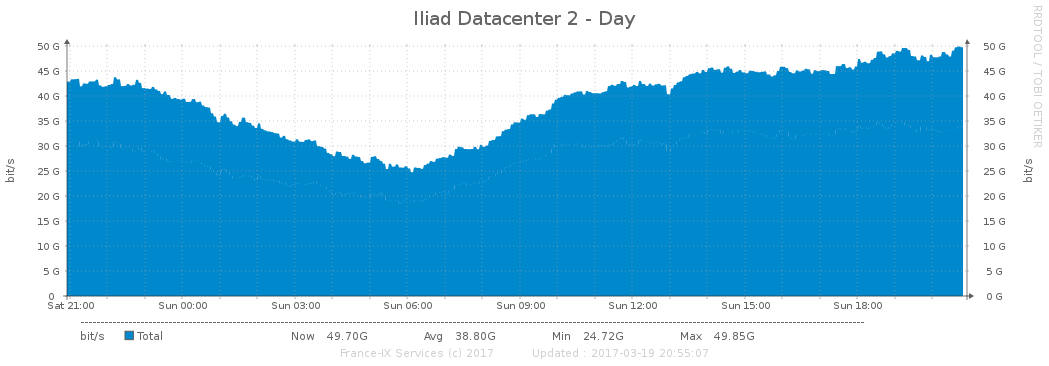 Iliad Datacenter 2 - Day
RRDTOOL / TOBI OETIKER
50 G 50 G
45 G 45 G
40 G 40 G
35 G 35 G
30 G 30 G
25 G 25 G
20 G 20 G
15 G 15 G
10 G 10 G
5 G 5 G
0 0 G
bit/s bit/s
Sat 21:00 Sun 00:00 Sun 03:00 Sun 06:00 Sun 09:00 Sun 12:00 Sun 15:00 Sun 18:00
bit/s Total Now 49.70G Avg 38.80G Min 24.72G Max 49.85G
France-IX Services (c) 2017 Updated : 2017-03-19 20:55:07